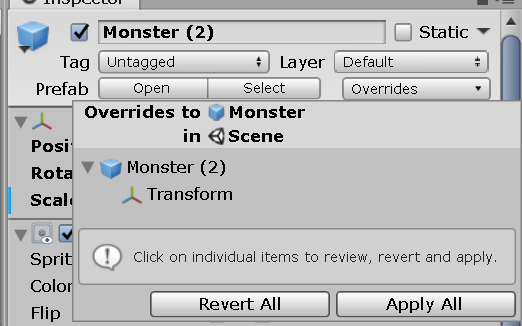 Inspector
Monster (2)
Static
Tag Untagged Layer Default
Prefab Open Select Overrides
Overrides to Monster
in Scene
Posi
Rota
Scale
Monster (2)
Transform
Click on individual items to review, revert and apply.
Sprit
Color
Flip
Revert All Apply All